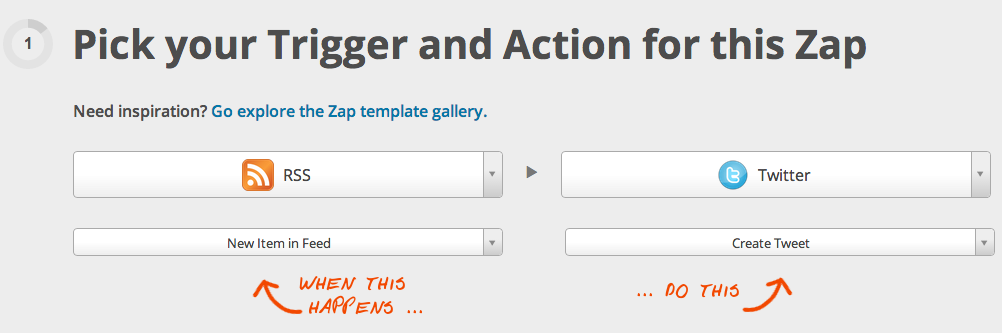 1
Pick your Trigger and Action for this Zap
Need inspiration? Go explore the Zap template gallery.
RSS
Twitter
New Item in Feed
Create Tweet
WHEN THIS
HAPPENS ...
... DO THIS